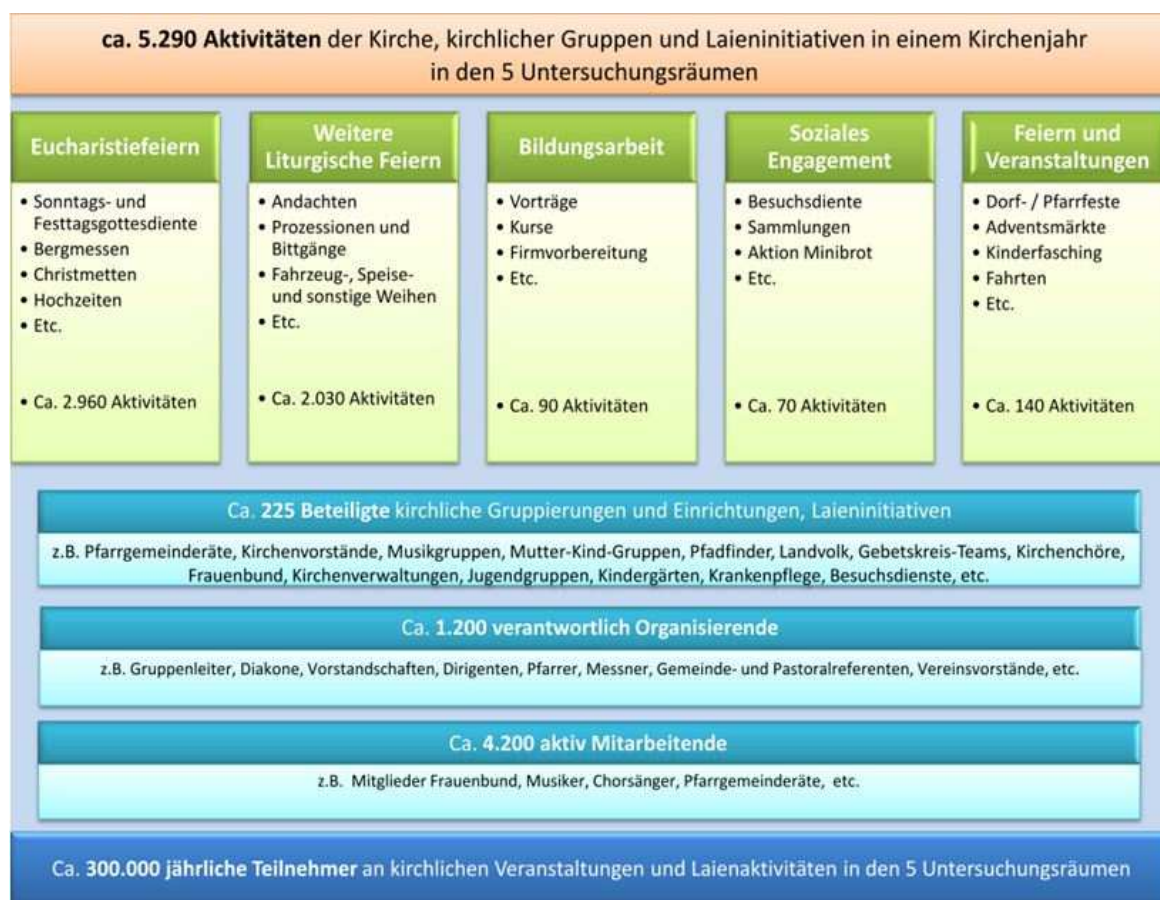 ca. 5.290 Aktivitäten der Kirche, kirchlicher Gruppen und Laieninitiativen in einem Kirchenjahr
in den 5 Untersuchungsräumen
Eucharistiefeiern
• Sonntags- und
Festtagsgottesdiente
• Bergmessen
• Christmetten
• Hochzeiten
• Etc.
• Ca. 2.960 Aktivitäten
Weitere
Liturgische Feiern
• Andachten
• Prozessionen und
Bittgänge
• Fahrzeug-, Speise-
und sonstige Weihen
• Etc.
• Ca. 2.030 Aktivitäten
Bildungsarbeit
• Vorträge
• Kurse
• Firmvorbereitung
• Etc.
• Ca. 90 Aktivitäten
Soziales
Engagement
• Besuchsdiente
• Sammlungen
• Aktion Minibrot
• Etc.
• Ca. 70 Aktivitäten
Feiern und
Veranstaltungen
• Dorf- / Pfarrfeste
• Adventsmärkte
• Kinderfasching
• Fahrten
• Etc.
• Ca. 140 Aktivitäten
Ca. 225 Beteiligte kirchliche Gruppierungen und Einrichtungen, Laieninitiativen
z.B. Pfarrgemeinderäte, Kirchenvorstände, Musikgruppen, Mutter-Kind-Gruppen, Pfadfinder, Landvolk, Gebetskreis-Teams, Kirchenchöre,
Frauenbund, Kirchenverwaltungen, Jugendgruppen, Kindergärten, Krankenpflege, Besuchsdienste, etc.
Ca. 1.200 verantwortlich Organisierende
z.B. Gruppenleiter, Diakone, Vorstandschaften, Dirigenten, Pfarrer, Messner, Gemeinde- und Pastoralreferenten, Vereinsvorstände, etc.
Ca. 4.200 aktiv Mitarbeitende
z.B. Mitglieder Frauenbund, Musiker, Chorsänger, Pfarrgemeinderäte, etc.
Ca. 300.000 jährliche Teilnehmer an kirchlichen Veranstaltungen und Laienaktivitäten in den 5 Untersuchungsräumen